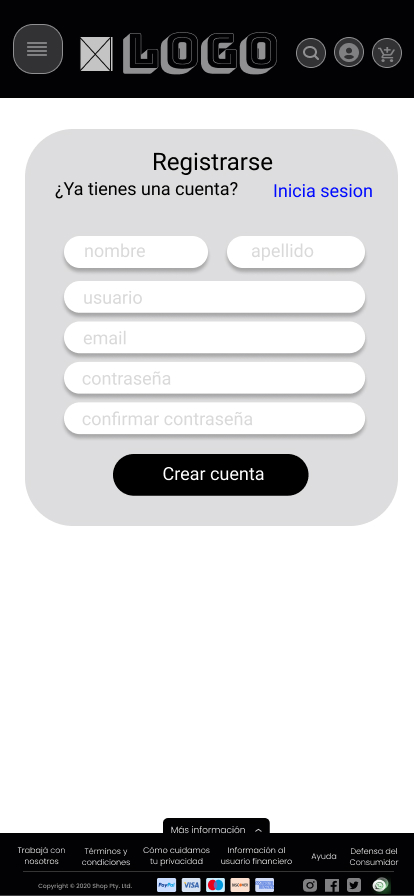 LOGO
Registrarse
¿Ya tienes una cuenta? Inicia sesion
nombre apellido
usuario
email
contraseña
confirmar contraseña
Crear cuenta
Más información
Trabajá con nosotros
Términos y condiciones
Cómo cuidamos tu privacidad
Información al usuario financiero
Ayuda
Defensa del Consumidor
Copyright © 2020 Shop Pty. Ltd.
PayPal VISA DISCOVER